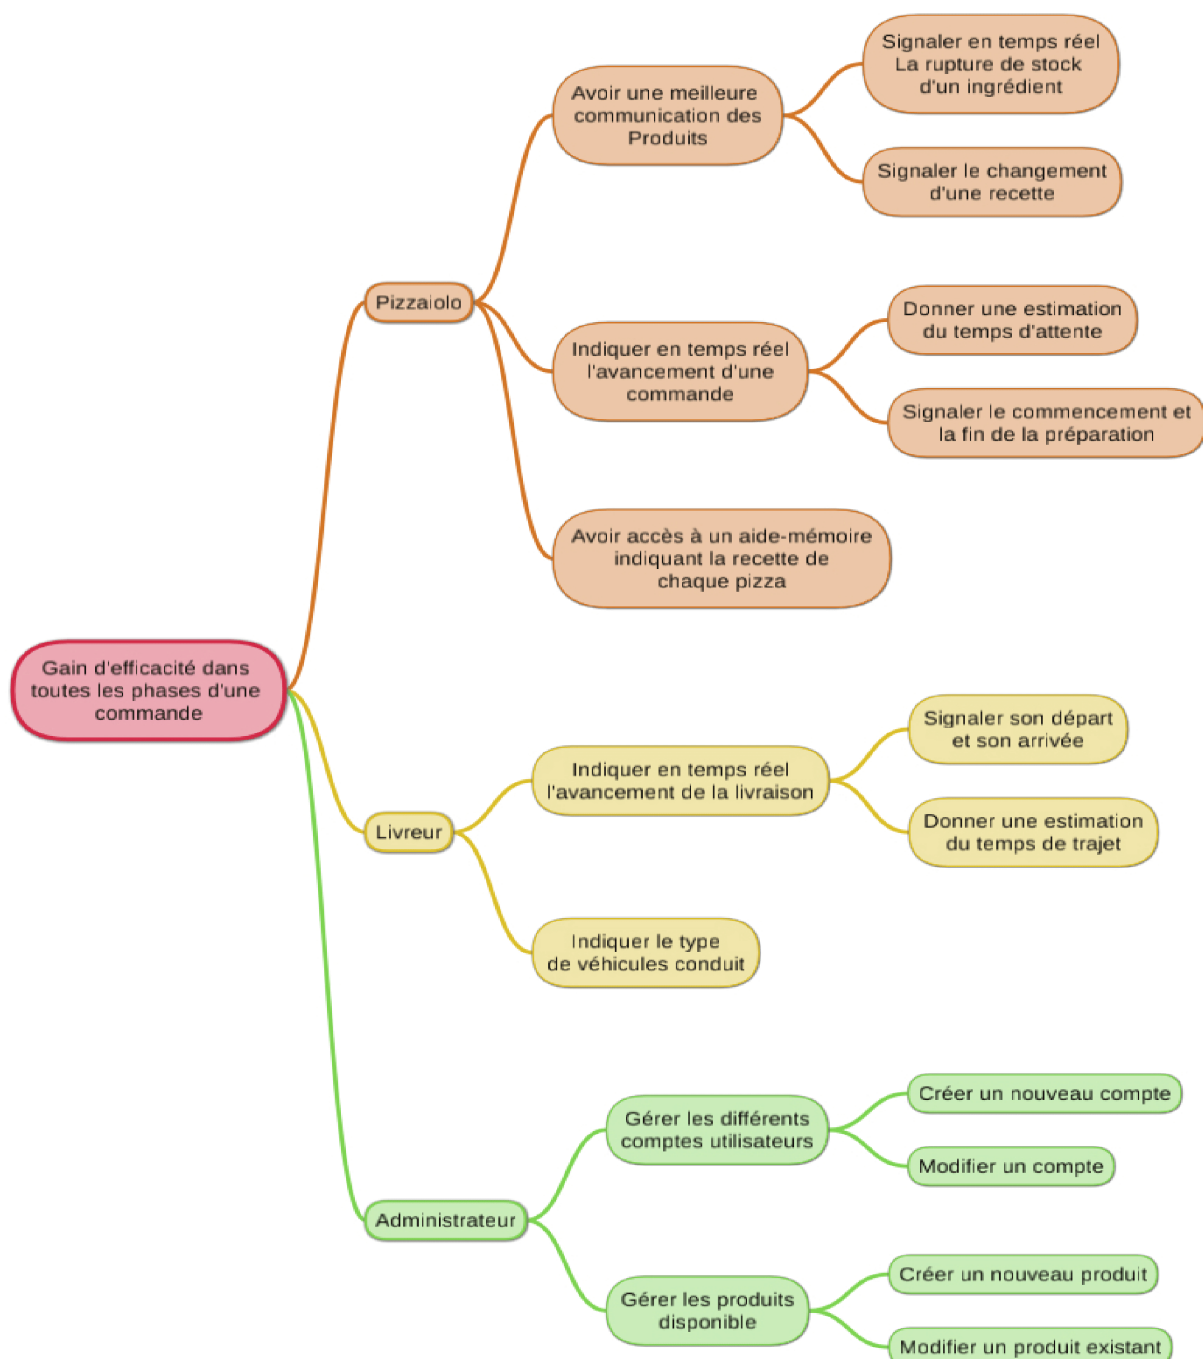 Signaler en temps réel
La rupture de stock
d'un ingrédient
Avoir une meilleure
communication des
Produits
Signaler le changement
d'une recette
Pizzaiolo
Donner une estimation
du temps d'attente
Indiquer en temps réel
l'avancement d'une
commande
Signaler le commencement et
la fin de la préparation
Avoir accès à un aide-mémoire
indiquant la recette de
chaque pizza
Gain d'efficacité dans
toutes les phases d'une
commande
Signaler son départ
et son arrivée
Indiquer en temps réel
l'avancement de la livraison
Livreur
Donner une estimation
du temps de trajet
Indiquer le type
de véhicules conduit
Créer un nouveau compte
Gérer les différents
comptes utilisateurs
Modifier un compte
Administrateur
Créer un nouveau produit
Gérer les produits
disponible
Modifier un produit existant